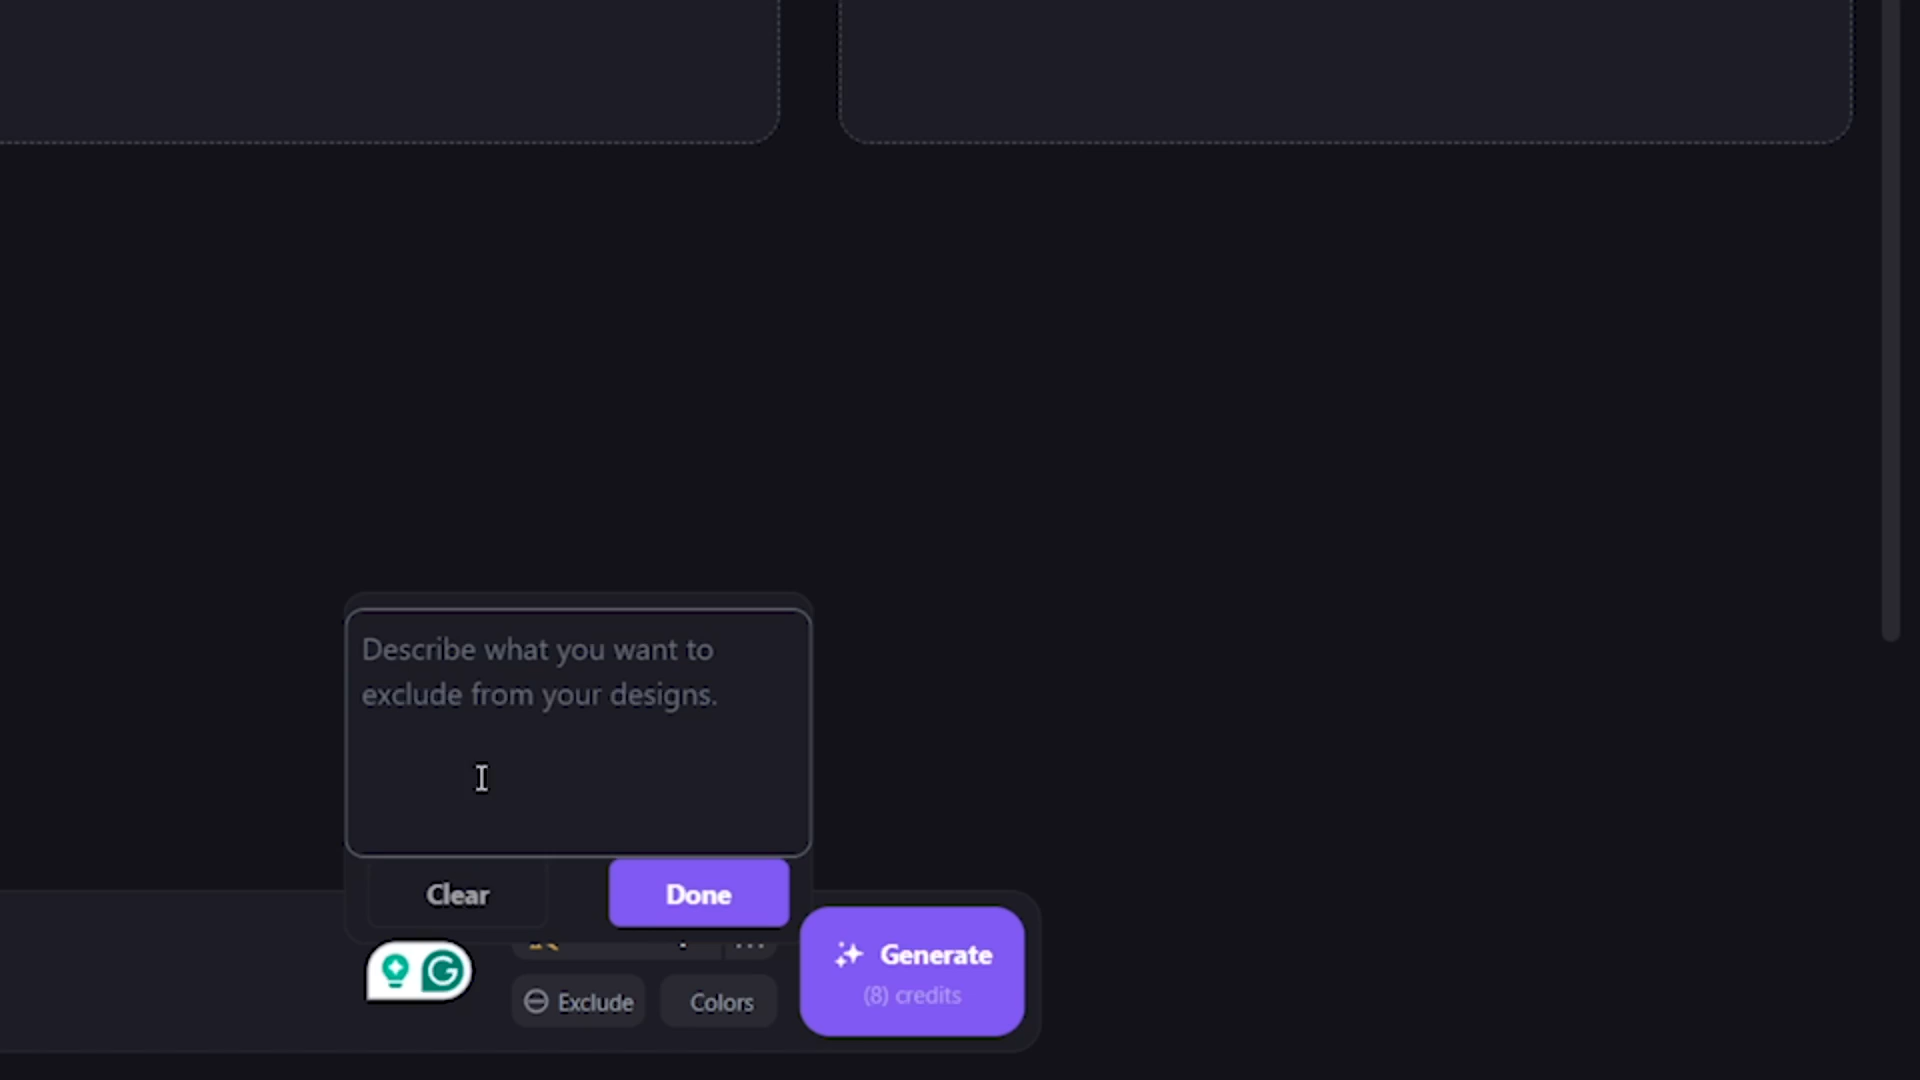 Describe what you want to
exclude from your designs.
Clear
Done
Generate
(8) credits
Exclude
Colors